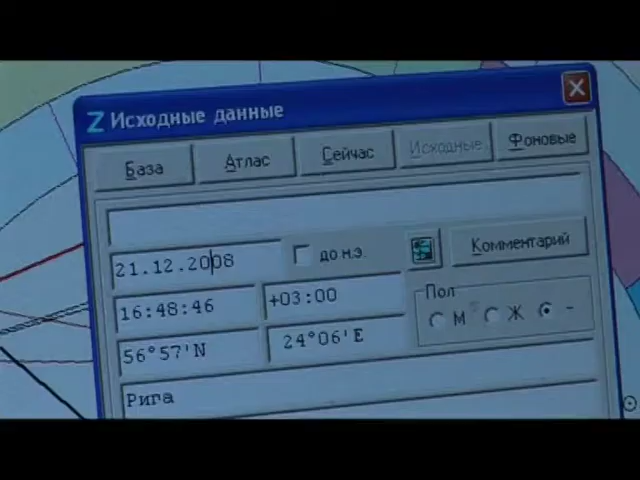 Z Исходные данные
База Атлас Сейчас Исходные Фоновые
21.12.2008 до н.э. Комментарий
16:48:46 +03:00 Пол
М Ж -
56°57'N 24°06'E
Рига